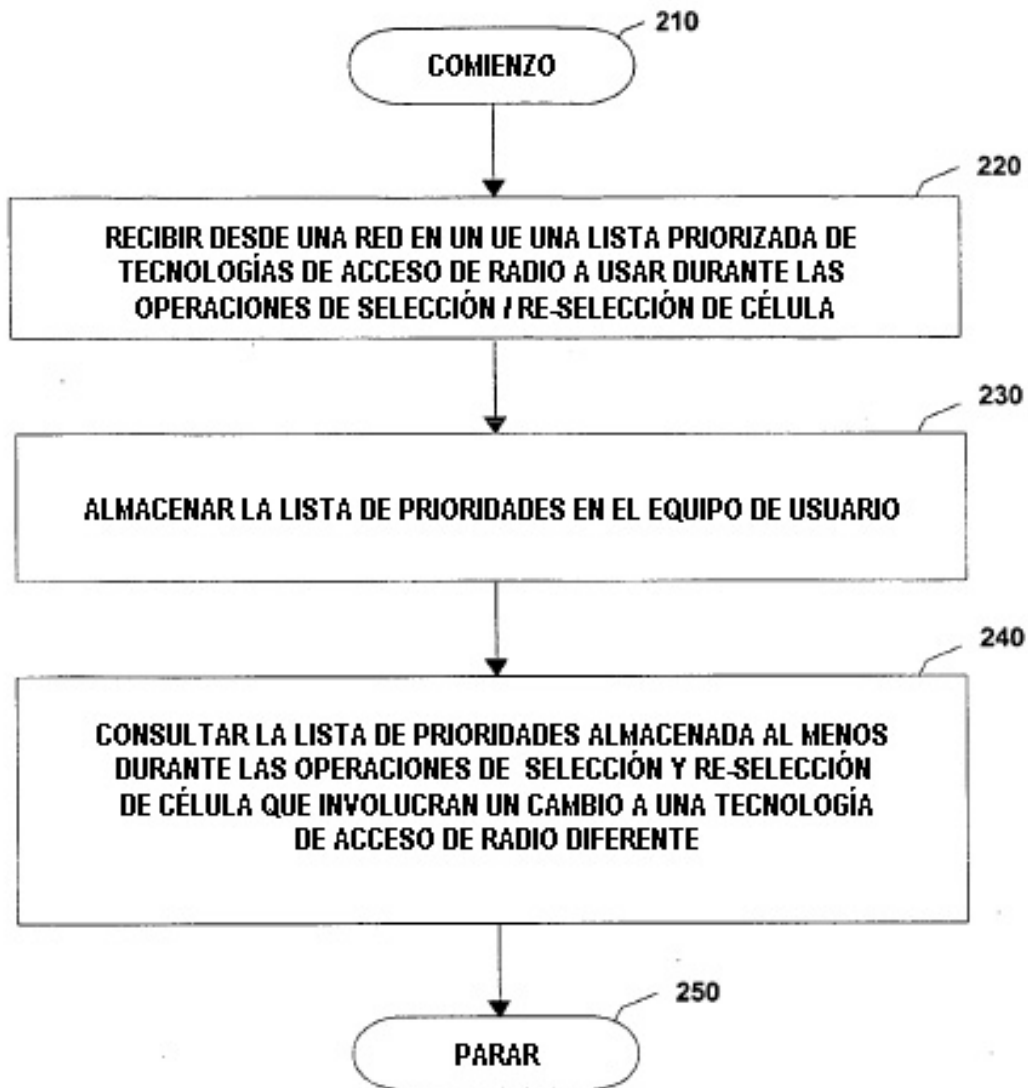 210
COMIENZO
220
RECIBIR DESDE UNA RED EN UN UE UNA LISTA PRIORIZADA DE
TECNOLOGÍAS DE ACCESO DE RADIO A USAR DURANTE LAS
OPERACIONES DE SELECCIÓN / RE-SELECCIÓN DE CÉLULA
230
ALMACENAR LA LISTA DE PRIORIDADES EN EL EQUIPO DE USUARIO
240
CONSULTAR LA LISTA DE PRIORIDADES ALMACENADA AL MENOS
DURANTE LAS OPERACIONES DE SELECCIÓN Y RE-SELECCIÓN
DE CÉLULA QUE INVOLUCRAN UN CAMBIO A UNA TECNOLOGÍA
DE ACCESO DE RADIO DIFERENTE
250
PARAR